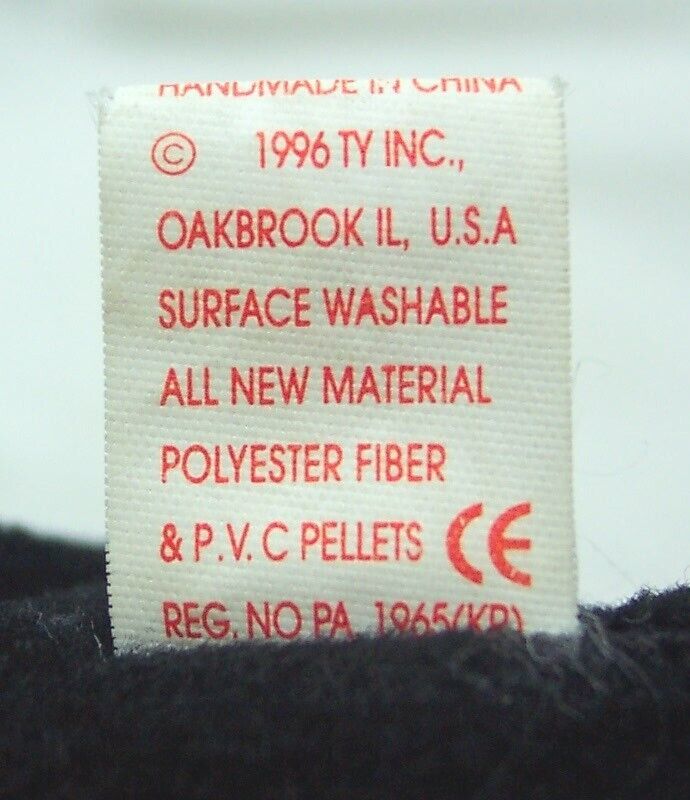 HANDMADE IN CHINA
© 1996 TY INC.,
OAKBROOK IL, U.S.A
SURFACE WASHABLE
ALL NEW MATERIAL
POLYESTER FIBER
& P.V.C PELLETS CE
REG. NO PA. 1965(KR)